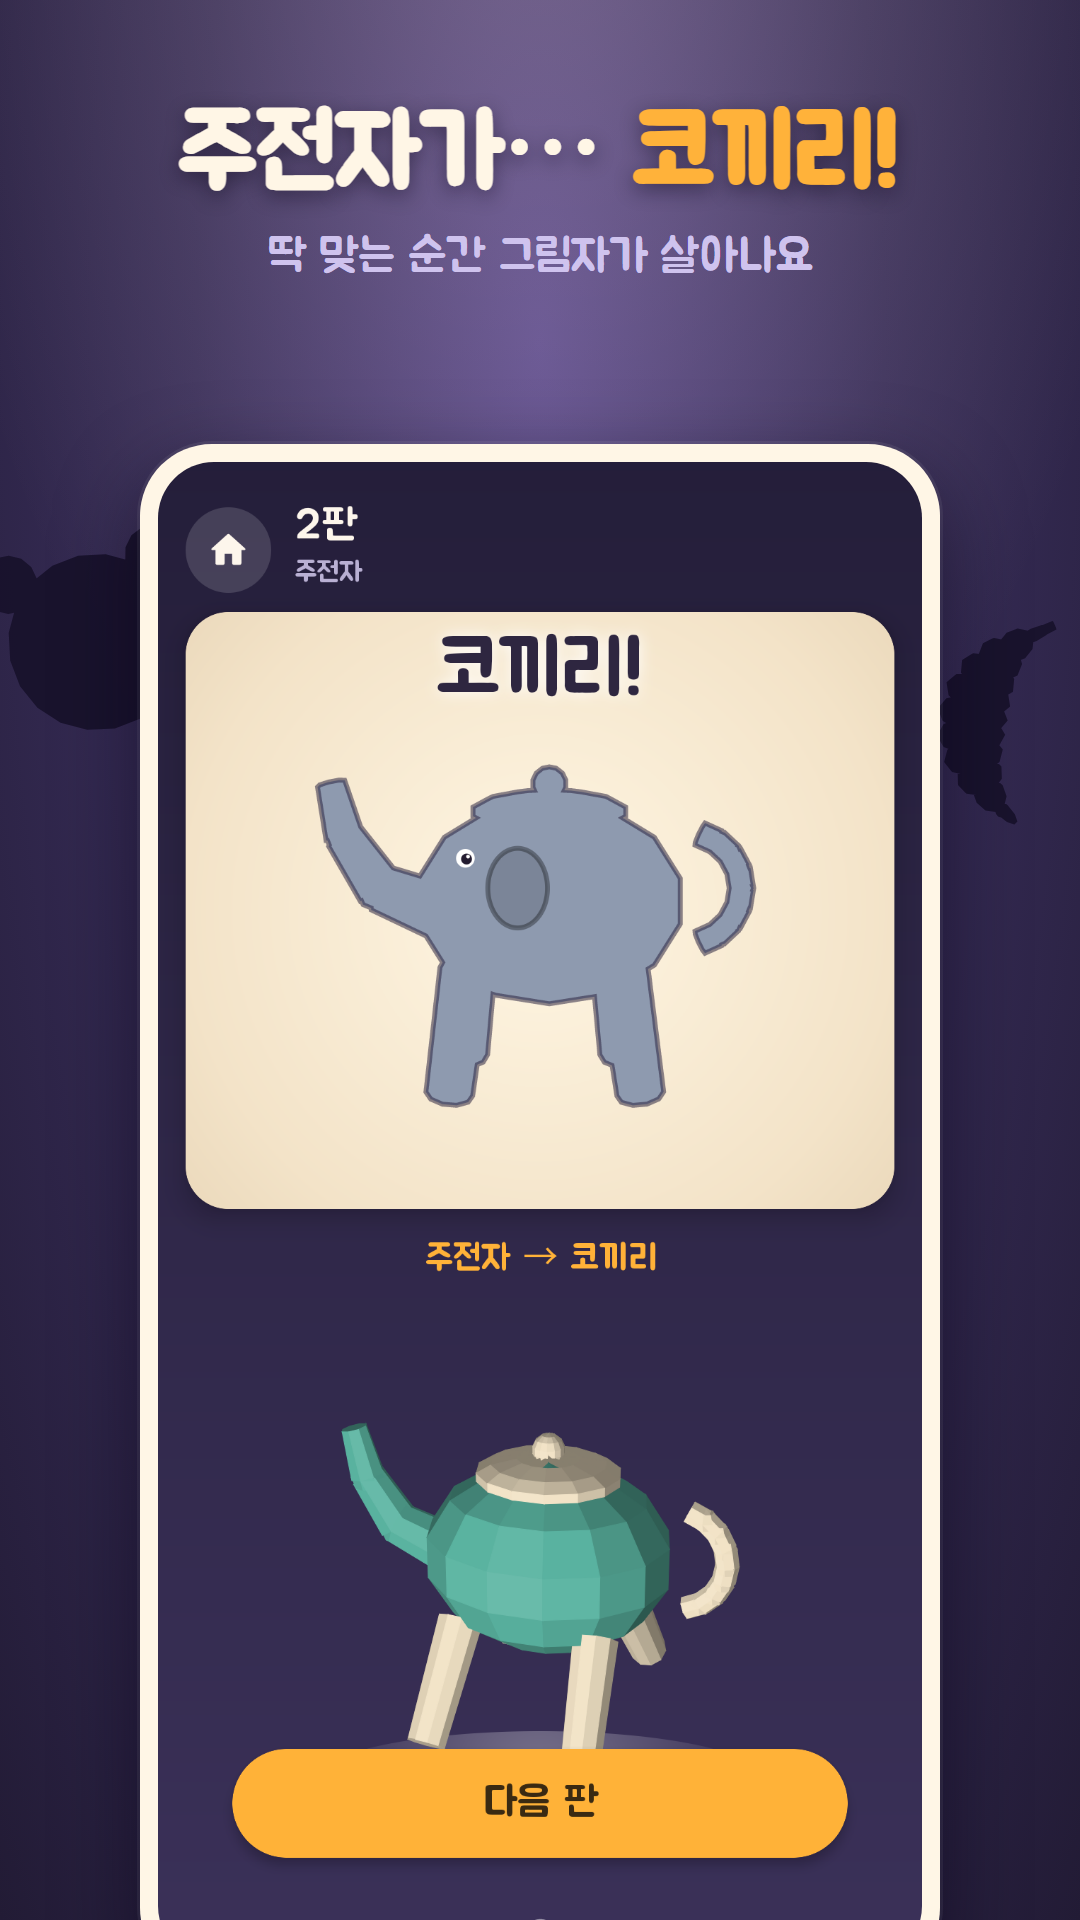 주전자가··· 코끼리!
딱 맞는 순간 그림자가 살아나요
2판
주전자
코끼리!
주전자 → 코끼리
다음 판